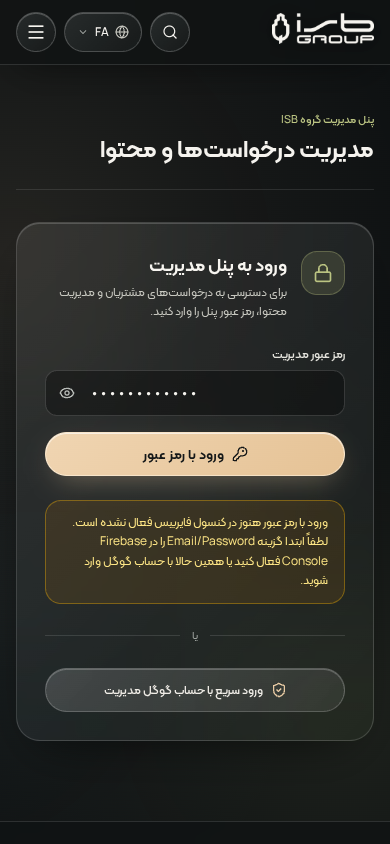 isb GROUP
FA
پنل مدیریت گروه ISB
مدیریت درخواست‌ها و محتوا
ورود به پنل مدیریت
برای دسترسی به درخواست‌های مشتریان و مدیریت
محتوا، رمز عبور پنل را وارد کنید.
رمز عبور مدیریت
••••••••••••
ورود با رمز عبور
ورود با رمز عبور هنوز در کنسول فایربیس فعال نشده است.
لطفاً ابتدا گزینه Email/Password را در Firebase
Console فعال کنید یا همین حالا با حساب گوگل وارد
شوید.
یا
ورود سریع با حساب گوگل مدیریت